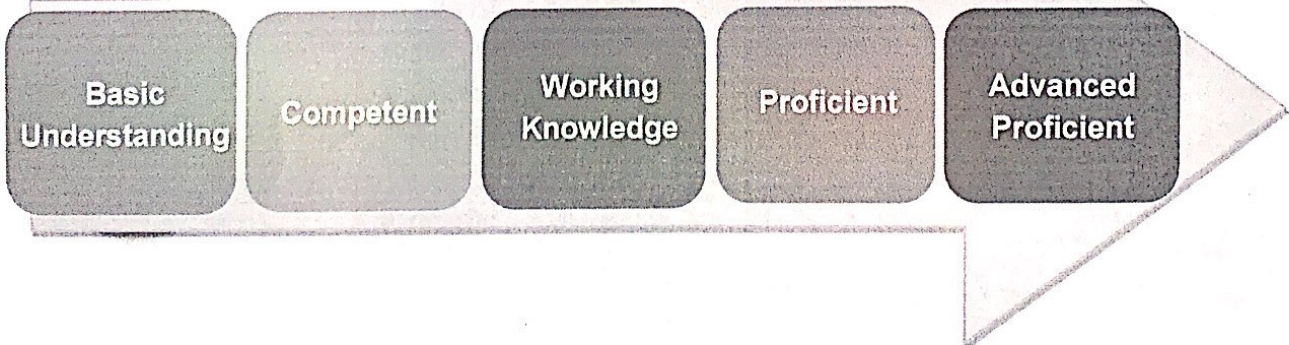 Basic
Understanding
Competent
Working
Knowledge
Proficient
Advanced
Proficient